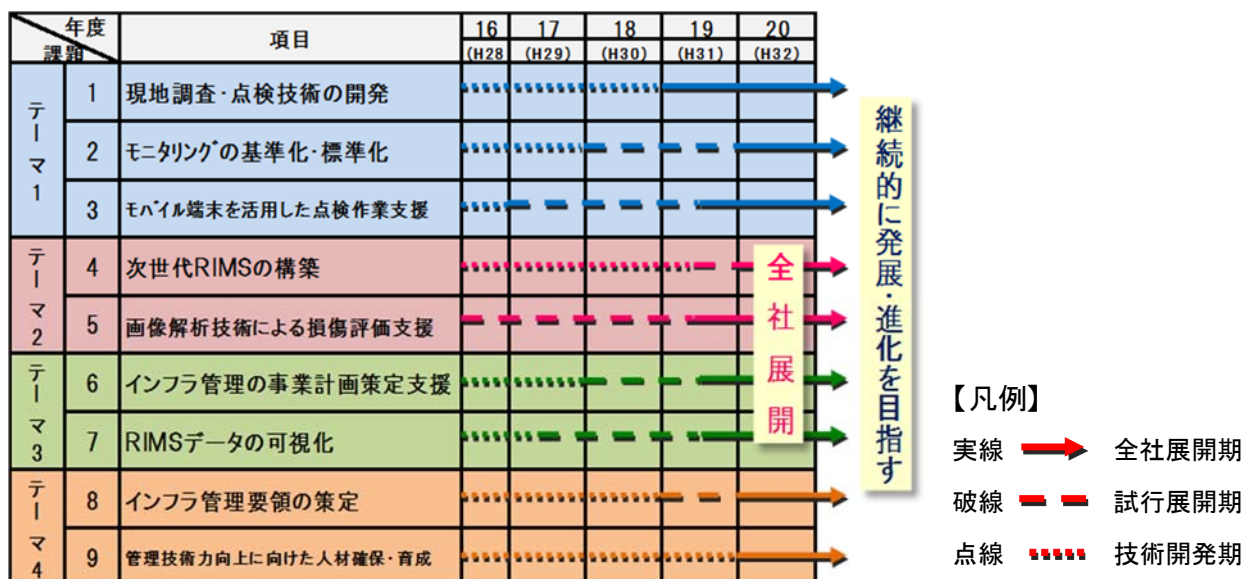 年度
課題
項目
16 17 18 19 20
(H28 (H29) (H30) (H31) (H32)
テーマ1
1 現地調査・点検技術の開発
2 モニタリングの基準化・標準化
3 モバイル端末を活用した点検作業支援
テーマ2
4 次世代RIMSの構築
5 画像解析技術による損傷評価支援
テーマ3
6 インフラ管理の事業計画策定支援
7 RIMSデータの可視化
テーマ4
8 インフラ管理要領の策定
9 管理技術力向上に向けた人材確保・育成
全社展開
継続的に発展・進化を目指す
【凡例】
実線 全社展開期
破線 試行展開期
点線 技術開発期